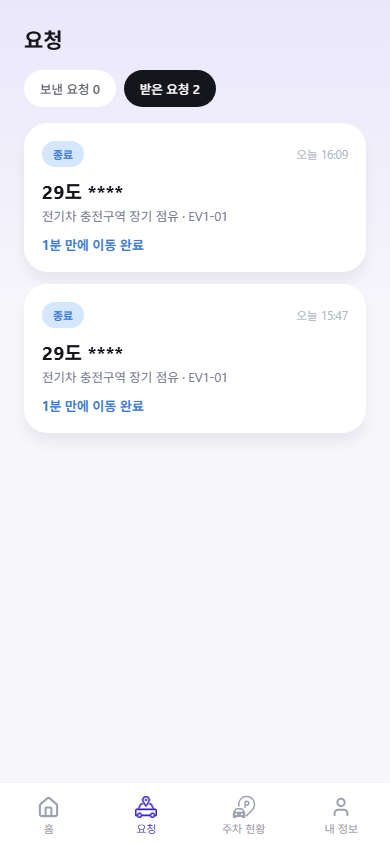 요청
보낸 요청 0
받은 요청 2
종료
오늘 16:09
29도 ****
전기차 충전구역 장기 점유 · EV1-01
1분 만에 이동 완료
종료
오늘 15:47
29도 ****
전기차 충전구역 장기 점유 · EV1-01
1분 만에 이동 완료
P
홈
요청
주차 현황
내 정보